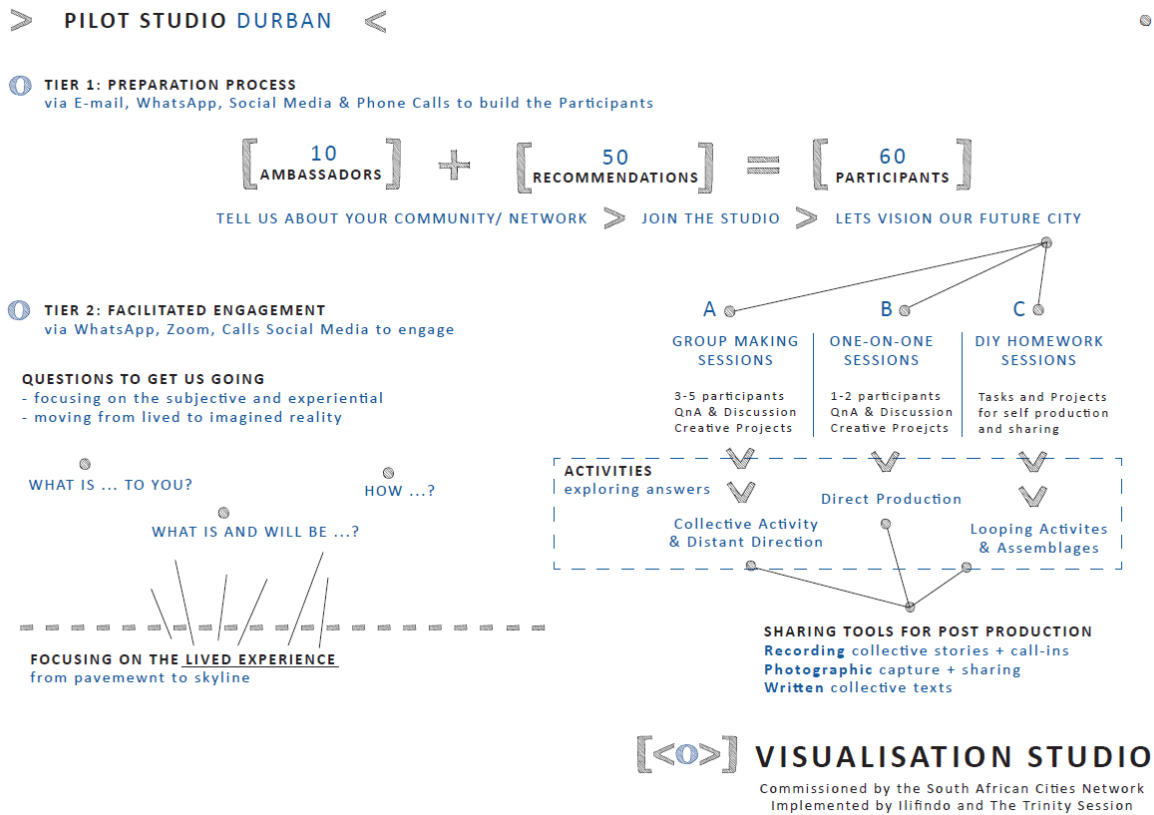 > PILOT STUDIO DURBAN <
TIER 1: PREPARATION PROCESS
via E-mail, WhatsApp, Social Media & Phone Calls to build the Participants
[10 AMBASSADORS] + [50 RECOMMENDATIONS] = [60 PARTICIPANTS]
TELL US ABOUT YOUR COMMUNITY/ NETWORK > JOIN THE STUDIO > LETS VISION OUR FUTURE CITY
TIER 2: FACILITATED ENGAGEMENT
via WhatsApp, Zoom, Calls Social Media to engage
QUESTIONS TO GET US GOING
- focusing on the subjective and experiential
- moving from lived to imagined reality
WHAT IS ... TO YOU?
HOW ...?
WHAT IS AND WILL BE ...?
FOCUSING ON THE LIVED EXPERIENCE
from pavemewnt to skyline
A
GROUP MAKING
SESSIONS
3-5 participants
QnA & Discussion
Creative Projects
B
ONE-ON-ONE
SESSIONS
1-2 participants
QnA & Discussion
Creative Proejcts
C
DIY HOMEWORK
SESSIONS
Tasks and Projects
for self production
and sharing
ACTIVITIES
exploring answers
Collective Activity
& Distant Direction
Direct Production
Looping Activites
& Assemblages
SHARING TOOLS FOR POST PRODUCTION
Recording collective stories + call-ins
Photographic capture + sharing
Written collective texts
[<O>] VISUALISATION STUDIO
Commissioned by the South African Cities Network
Implemented by Ilifindo and The Trinity Session